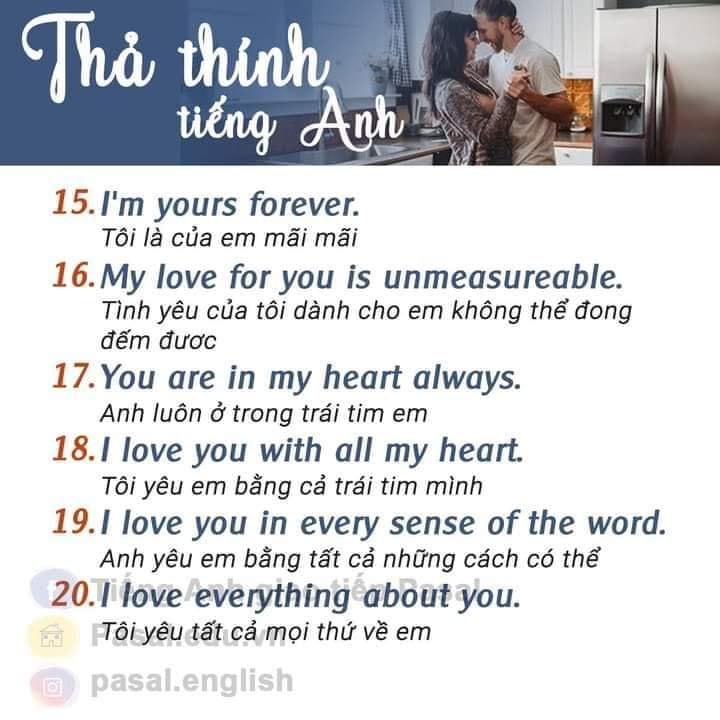 Thả thính
tiếng Anh
15. I'm yours forever.
Tôi là của em mãi mãi
16. My love for you is unmeasureable.
Tình yêu của tôi dành cho em không thể đong
đếm đươc
17. You are in my heart always.
Anh luôn ở trong trái tim em
18. I love you with all my heart.
Tôi yêu em bằng cả trái tim mình
19. I love you in every sense of the word.
Anh yêu em bằng tất cả những cách có thể
Tiếng Anh giao tiếp Pasal
20. I love everything about you.
Pasal.edu.vn
Tôi yêu tất cả mọi thứ về em
pasal.english